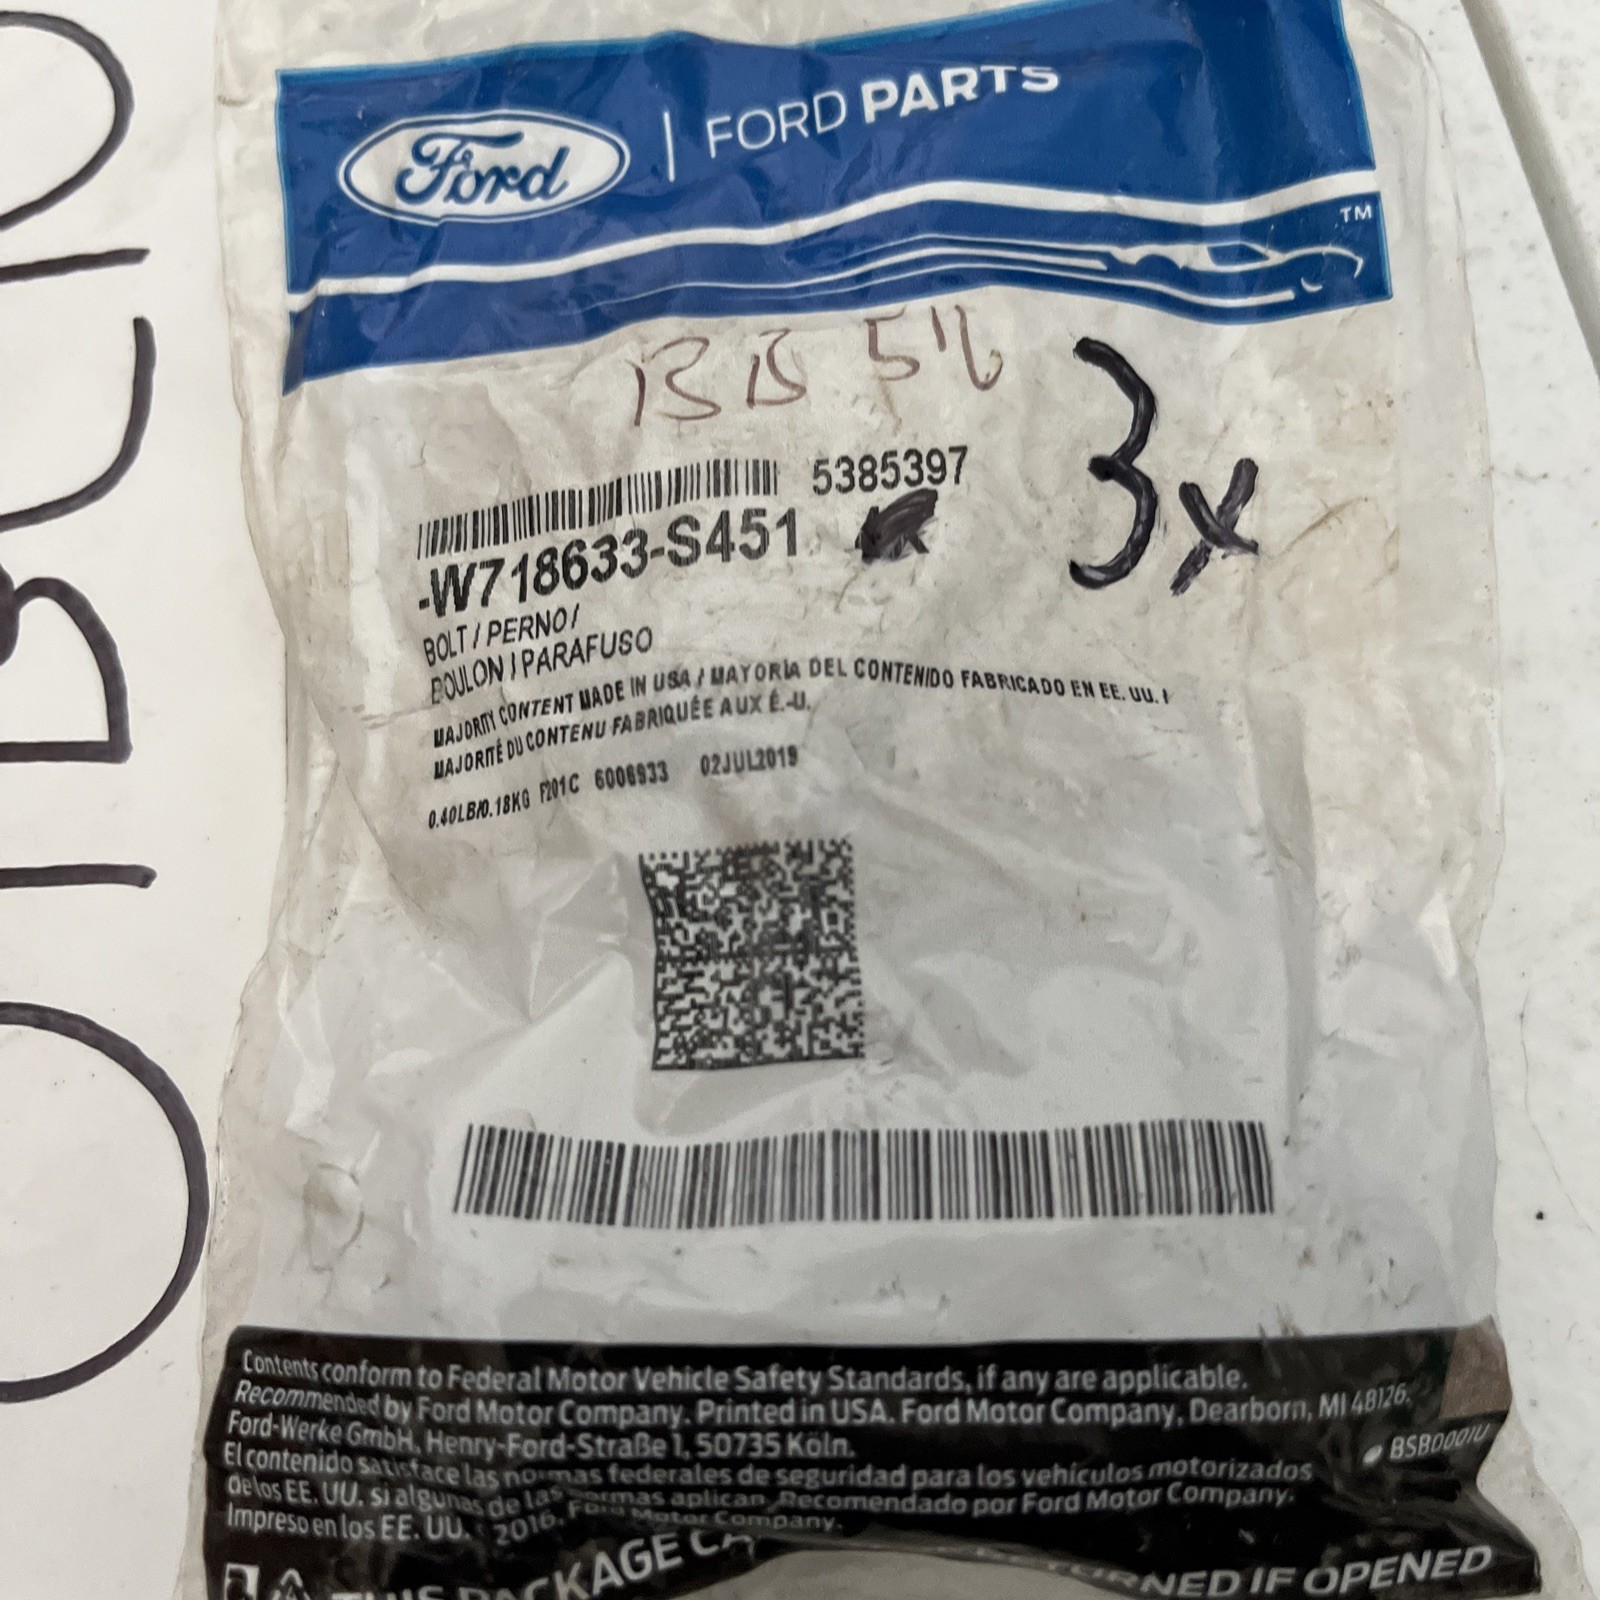 Ford | FORD PARTS
TM
5385397
3x
-W718633-S451
BOLT / PERNO /
BOULON / PARAFUSO
MAJORITY CONTENT MADE IN USA / MAYORIA DEL CONTENIDO FABRICADO EN EE. UU. /
MAJORITÉ DU CONTENU FABRIQUÉE AUX É.-U.
0.40LB/0.18KG F201C 6006933 02JUL2019
Contents conform to Federal Motor Vehicle Safety Standards, if any are applicable.
Recommended by Ford Motor Company. Printed in USA. Ford Motor Company, Dearborn, MI 48126.
Ford-Werke GmbH, Henry-Ford-Straße 1, 50735 Köln.
BSBD001U
El contenido satisface las normas federales de seguridad para los vehículos motorizados
de los EE. UU. si algunas de las normas aplican. Recomendado por Ford Motor Company.
Impreso en los EE. UU. 2016, Ford Motor Company.
THIS PACKAGE RETURNED IF OPENED